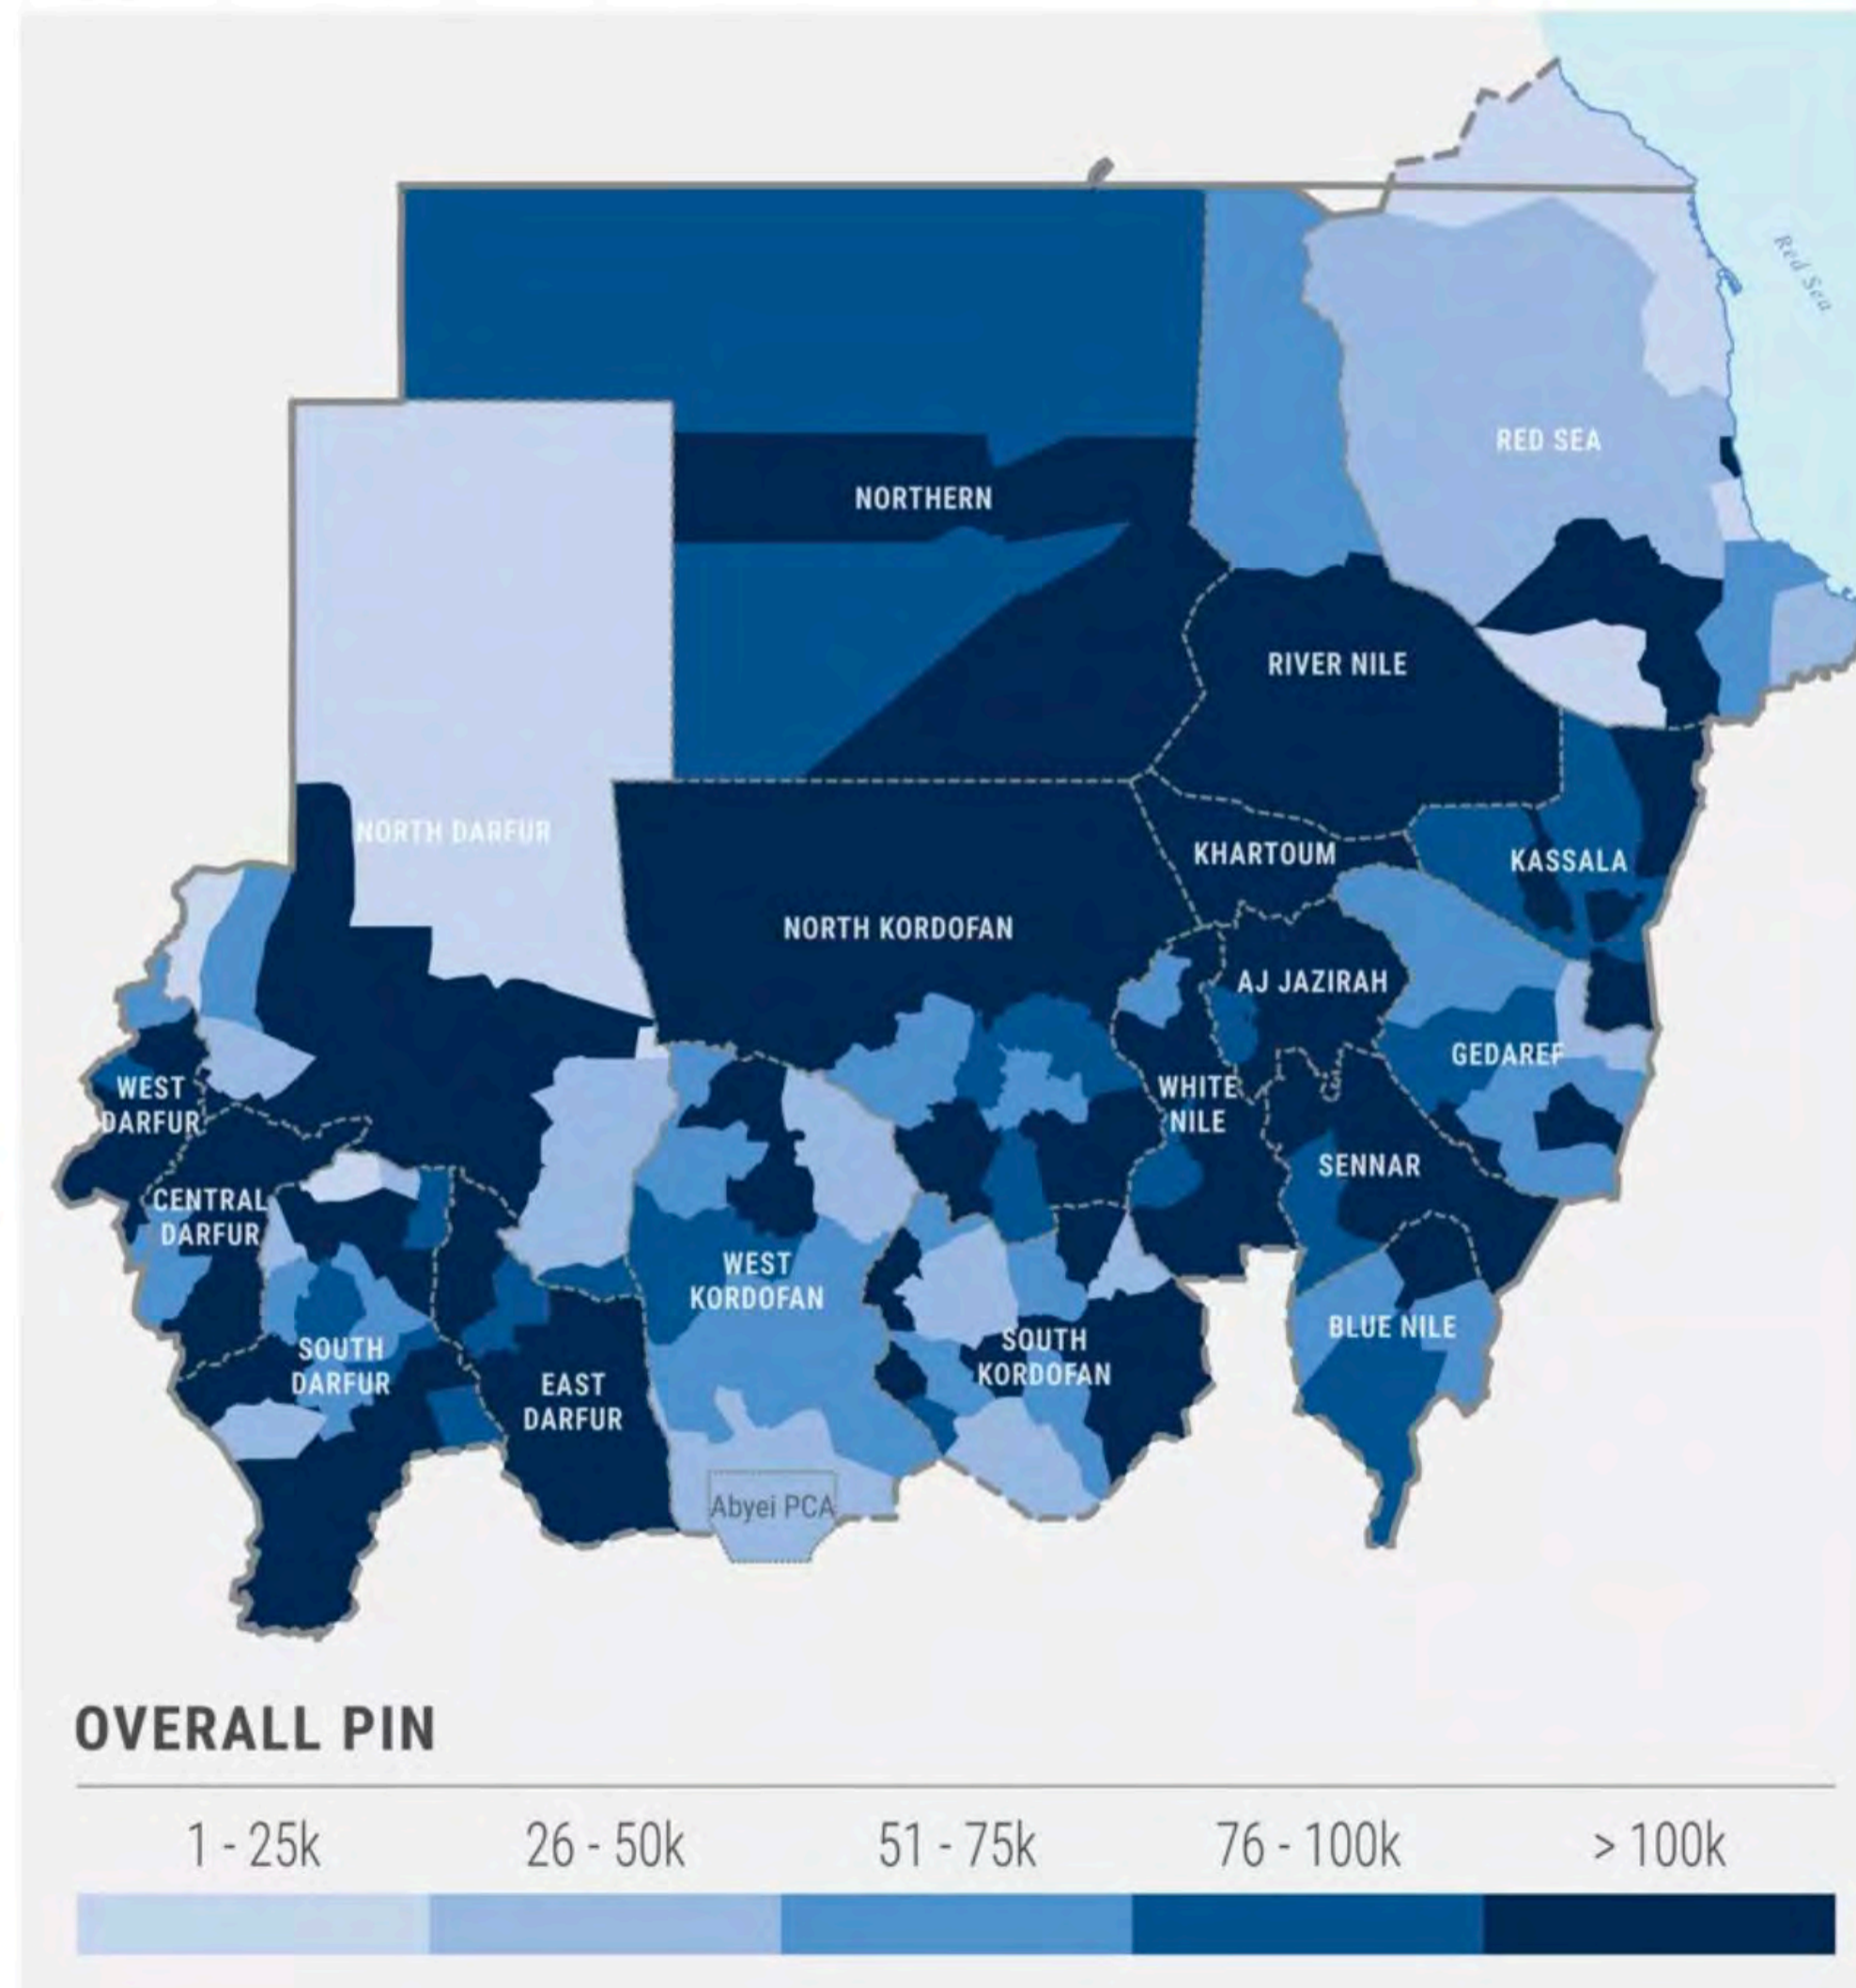 Red Sea
RED SEA
NORTHERN
RIVER NILE
NORTH DARFUR
KHARTOUM
KASSALA
NORTH KORDOFAN
AJ JAZIRAH
GEDAREF
WEST
DARFUR
WHITE
NILE
SENNAR
CENTRAL
DARFUR
WEST
KORDOFAN
BLUE NILE
SOUTH
DARFUR
SOUTH
KORDOFAN
EAST
DARFUR
Abyei PCA
OVERALL PIN
1 - 25k 26 - 50k 51 - 75k 76 - 100k > 100k